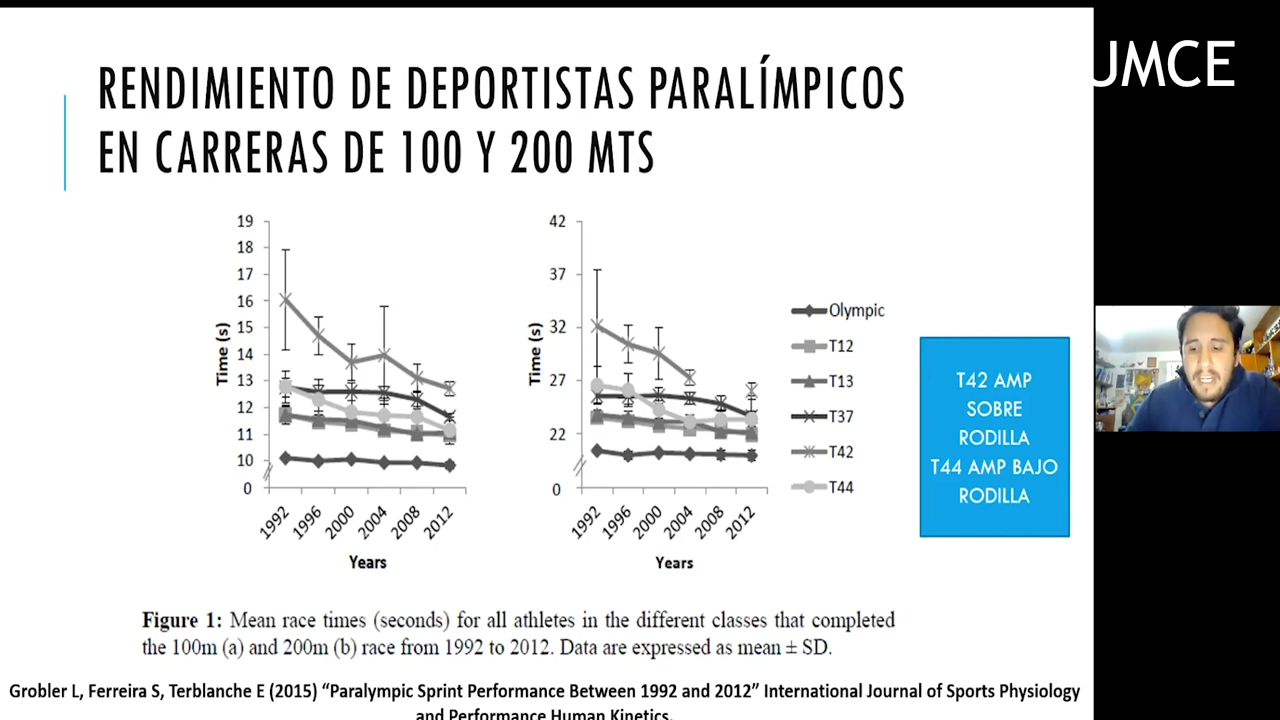 RENDIMIENTO DE DEPORTISTAS PARALÍMPICOS
EN CARRERAS DE 100 Y 200 MTS
UMCE
19
18
17
16
15
14
13
12
11
10
0
Time (s)
1992
1996
2000
2004
2008
2012
Years
42
37
32
27
22
0
Time (s)
1992
1996
2000
2004
2008
2012
Years
Olympic
T12
T13
T37
T42
T44
T42 AMP
SOBRE
RODILLA
T44 AMP BAJO
RODILLA
Figure 1: Mean race times (seconds) for all athletes in the different classes that completed
the 100m (a) and 200m (b) race from 1992 to 2012. Data are expressed as mean ± SD.
Grobler L, Ferreira S, Terblanche E (2015) “Paralympic Sprint Performance Between 1992 and 2012” International Journal of Sports Physiology
and Performance Human Kinetics.